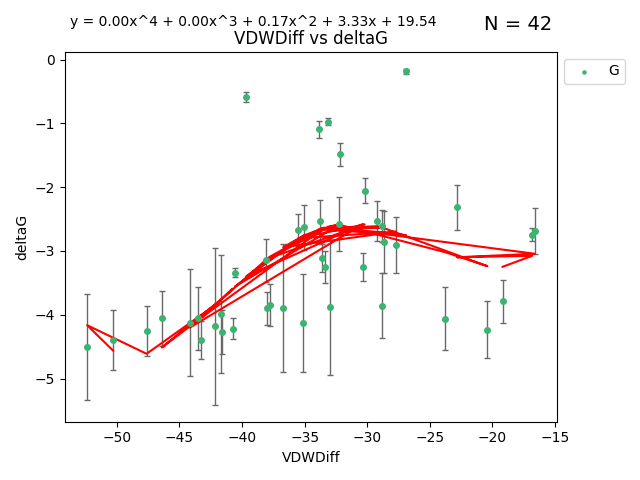 y = 0.00x^4 + 0.00x^3 + 0.17x^2 + 3.33x + 19.54
N = 42
VDWDiff vs deltaG
G
deltaG
0
−1
−2
−3
−4
−5
−50
−45
−40
−35
−30
−25
−20
−15
VDWDiff